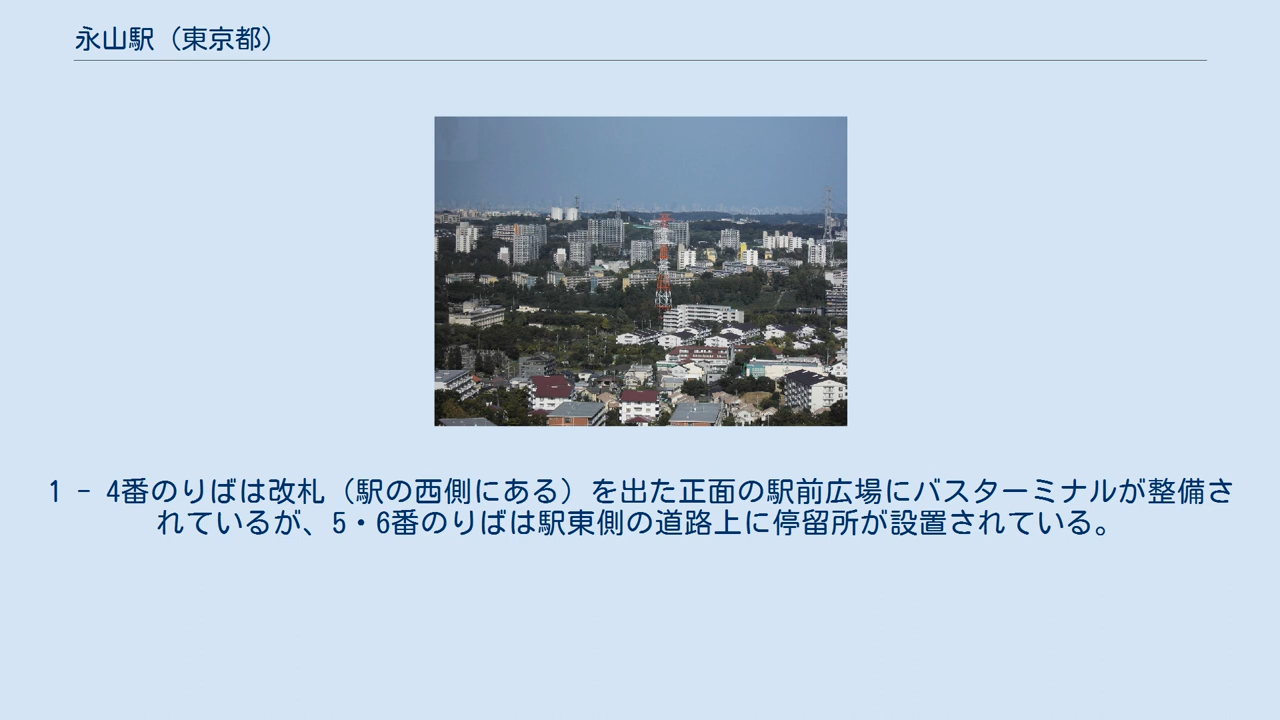 永山駅（東京都）
1 - 4番のりばは改札（駅の西側にある）を出た正面の駅前広場にバスターミナルが整備さ
れているが、5・6番のりばは駅東側の道路上に停留所が設置されている。